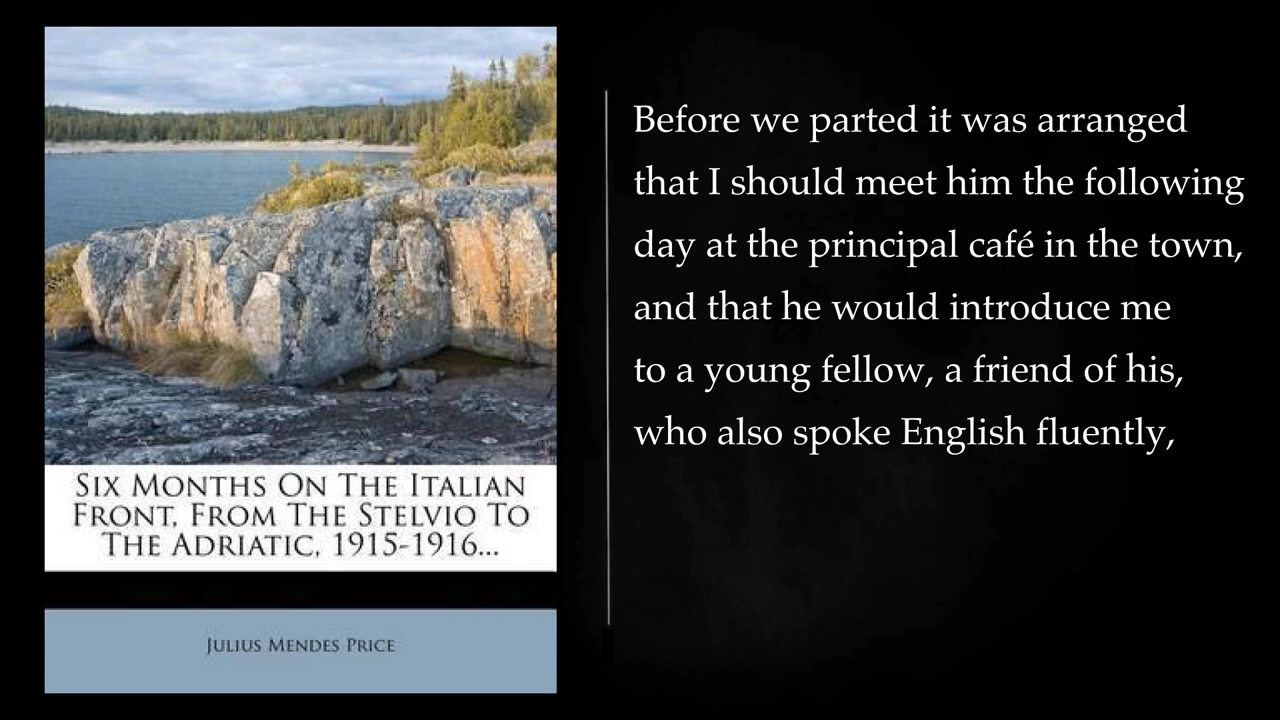 Six Months On The Italian
Front, From The Stelvio To
The Adriatic, 1915-1916...
Julius Mendes Price
Before we parted it was arranged
that I should meet him the following
day at the principal café in the town,
and that he would introduce me
to a young fellow, a friend of his,
who also spoke English fluently,